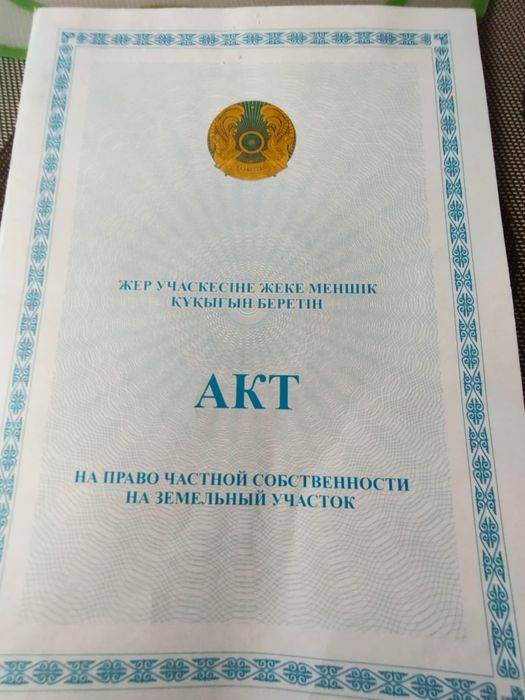 ЖЕР УЧАСКЕСІНЕ ЖЕКЕ МЕНШІК
ҚҰҚЫҒЫН БЕРЕТІН
АКТ
НА ПРАВО ЧАСТНОЙ СОБСТВЕННОСТИ
НА ЗЕМЕЛЬНЫЙ УЧАСТОК